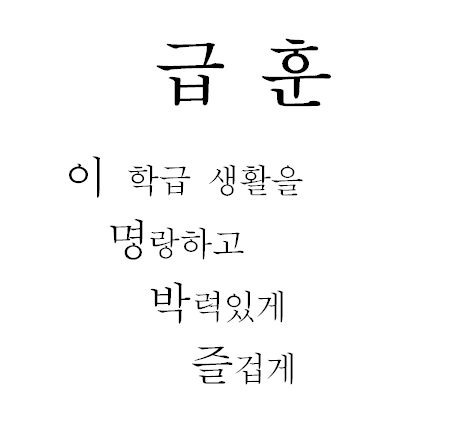 급 훈
이 학급 생활을
명랑하고
박력있게
즐겁게